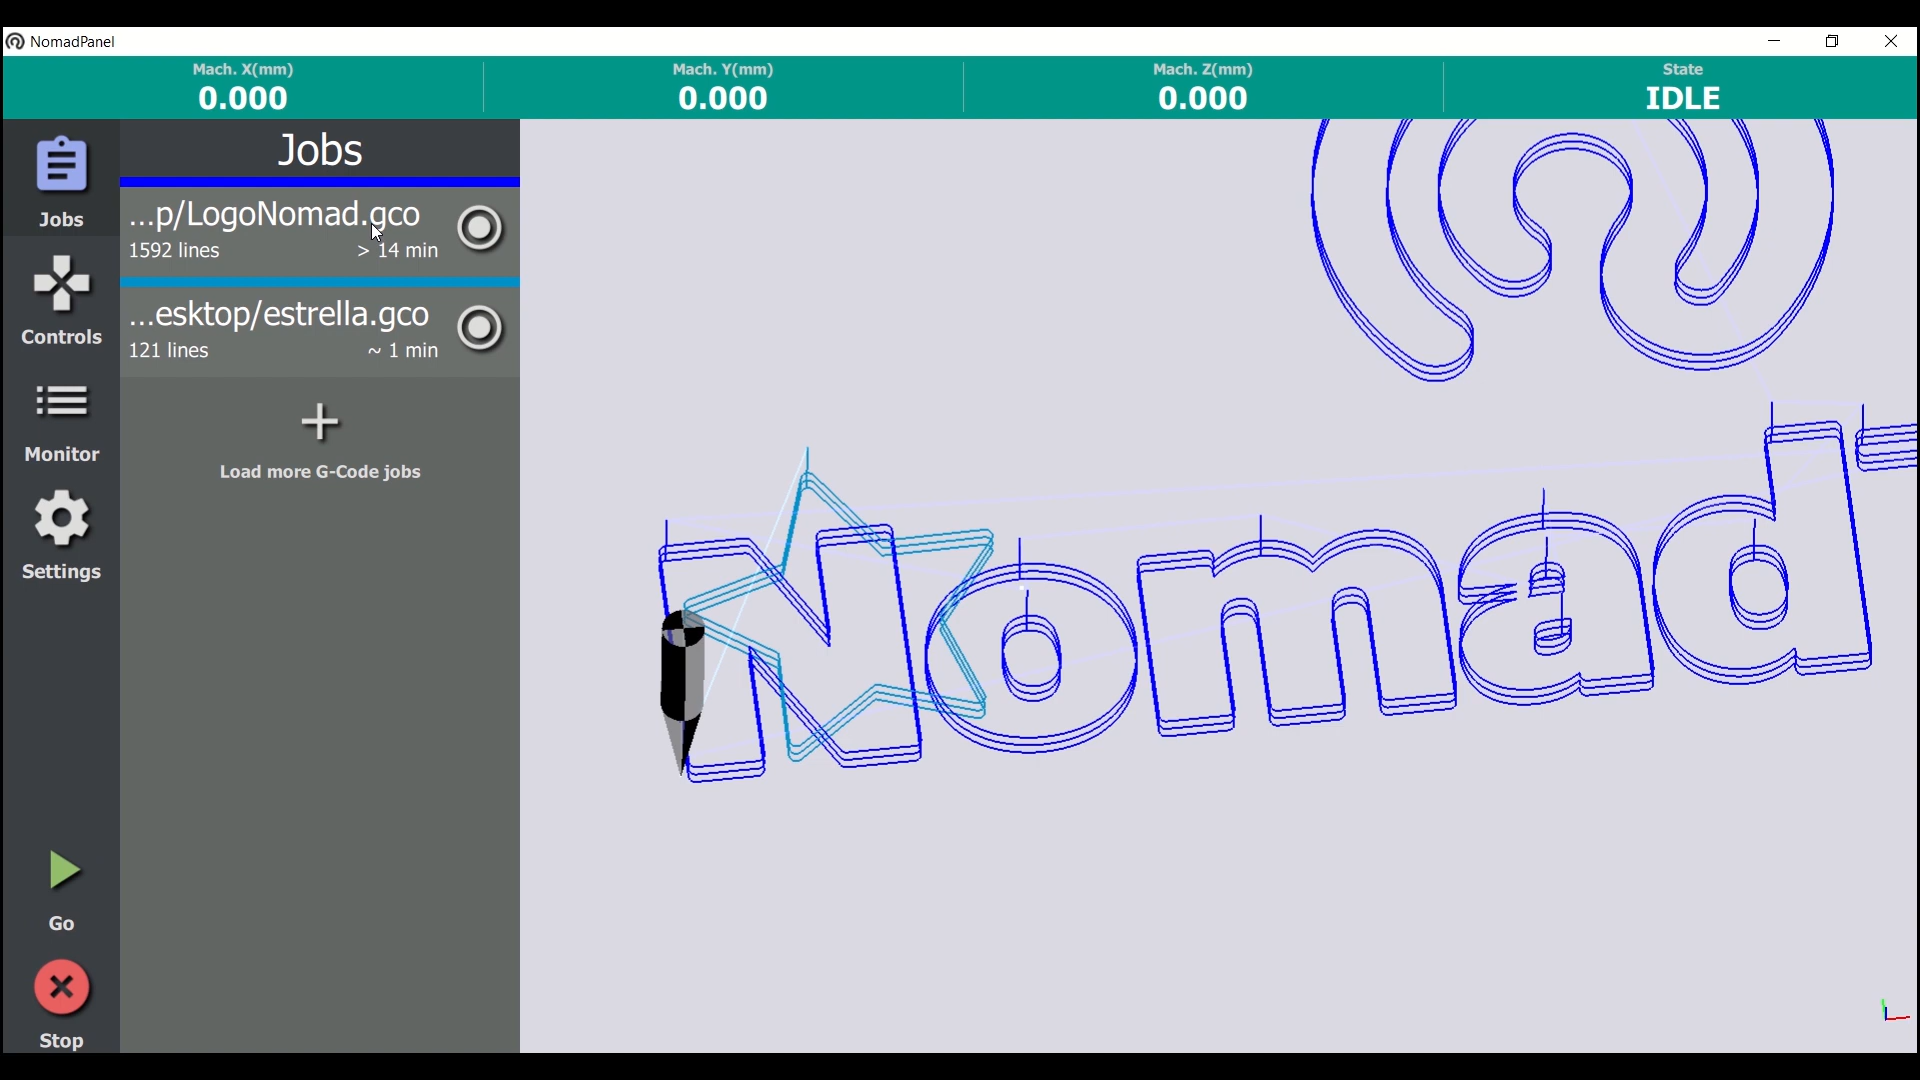 NomadPanel
Mach. X(mm)
0.000
Mach. Y(mm)
0.000
Mach. Z(mm)
0.000
State
IDLE
Jobs
Controls
Monitor
Settings
Go
Stop
Jobs
...p/LogoNomad.gco
1592 lines > 14 min
...esktop/estrella.gco
121 lines ~ 1 min
Load more G-Code jobs
Nomad